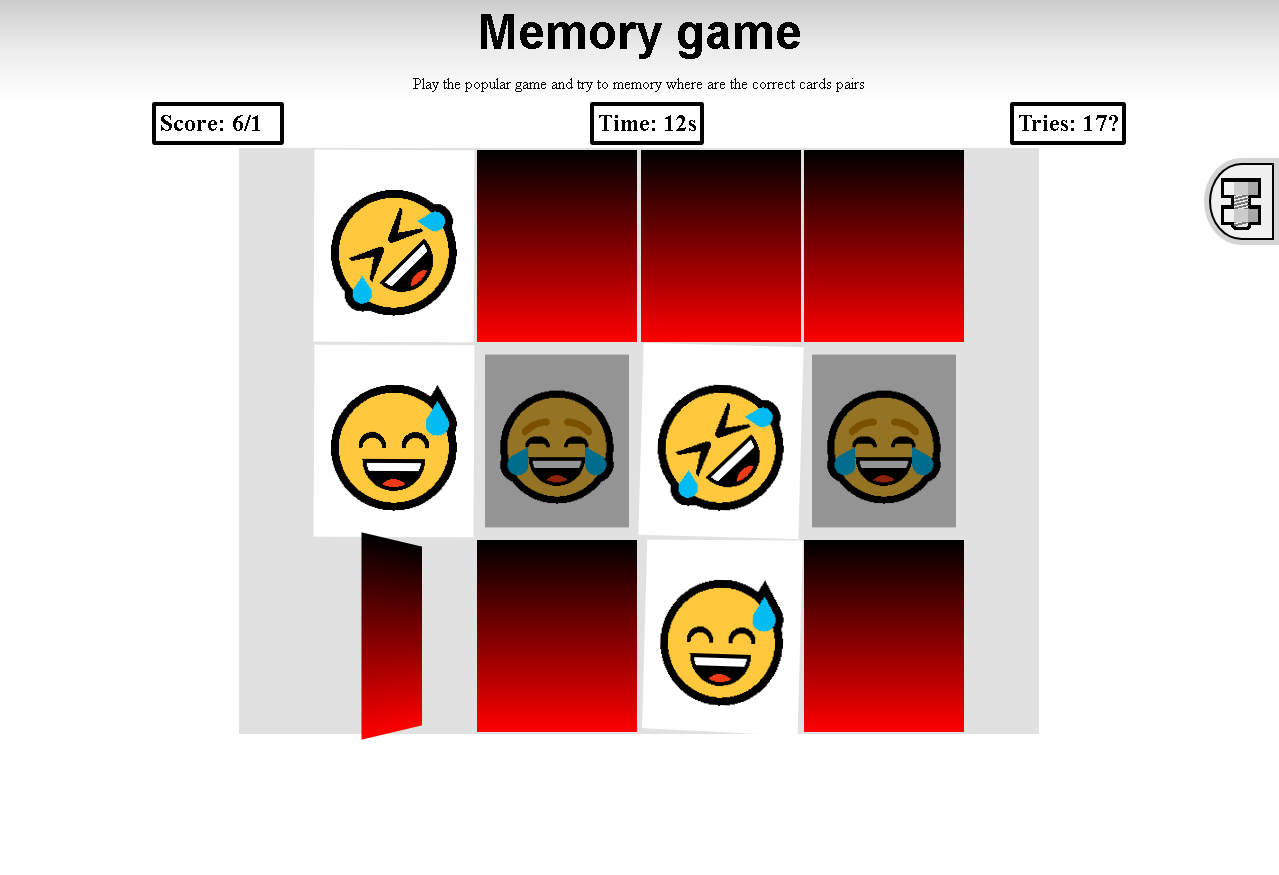 Memory game
Play the popular game and try to memory where are the correct cards pairs
Score: 6/1
Time: 12s
Tries: 17?